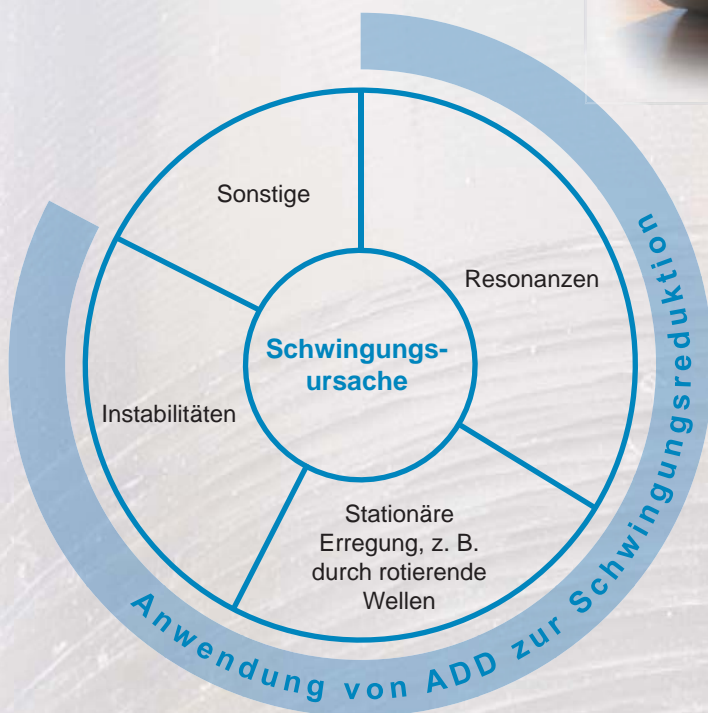 Sonstige
Resonanzen
Schwingungs-
ursache
Instabilitäten
Stationäre
Erregung, z. B.
durch rotierende
Wellen
Anwendung von ADD zur Schwingungsreduktion